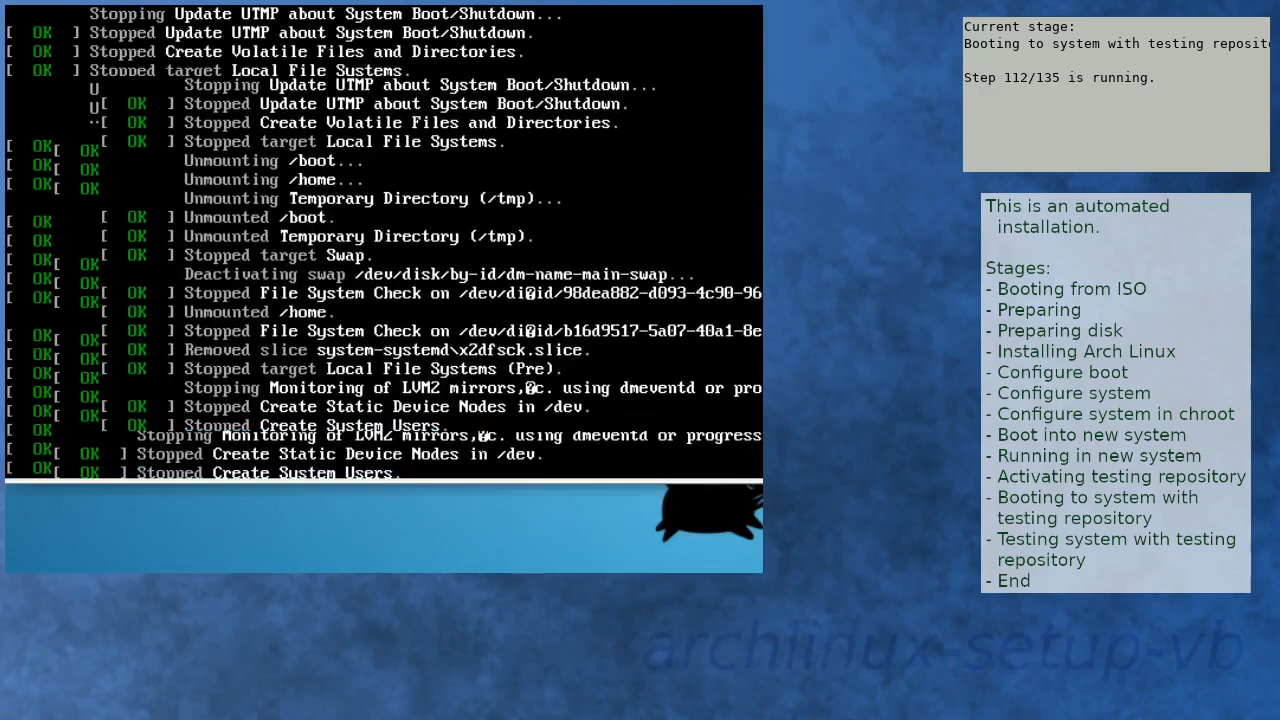 Stopping Update UTMP about System Boot/Shutdown...
[ OK ] Stopped Update UTMP about System Boot/Shutdown.
[ OK ] Stopped Create Volatile Files and Directories.
[ OK ] Stopped target Local File Systems.
Stopping Update UTMP about System Boot/Shutdown...
[ OK ] Stopped Update UTMP about System Boot/Shutdown.
[ OK ] Stopped Create Volatile Files and Directories.
[ OK ] Stopped target Local File Systems.
Unmounting /boot...
Unmounting /home...
Unmounting Temporary Directory (/tmp)...
[ OK ] Unmounted /boot.
[ OK ] Unmounted Temporary Directory (/tmp).
[ OK ] Stopped target Swap.
Deactivating swap /dev/disk/by-id/dm-name-main-swap...
[ OK ] Stopped File System Check on /dev/di�id/98dea882-d093-4c90-96
[ OK ] Unmounted /home.
[ OK ] Stopped File System Check on /dev/di�id/b16d9517-5a07-40a1-8e
[ OK ] Removed slice system-systemd\x2dfsck.slice.
[ OK ] Stopped target Local File Systems (Pre).
Stopping Monitoring of LVM2 mirrors,�c. using dmeventd or pro
[ OK ] Stopped Create Static Device Nodes in /dev.
[ OK ] Stopped Create System Users.
Stopping Monitoring of LVM2 mirrors,�c. using dmeventd or progress
[ OK ] Stopped Create Static Device Nodes in /dev.
[ OK ] Stopped Create System Users.
Current stage:
Booting to system with testing reposito
Step 112/135 is running.
This is an automated
installation.
Stages:
- Booting from ISO
- Preparing
- Preparing disk
- Installing Arch Linux
- Configure boot
- Configure system
- Configure system in chroot
- Boot into new system
- Running in new system
- Activating testing repository
- Booting to system with
testing repository
- Testing system with testing
repository
- End
archlinux-setup-vb